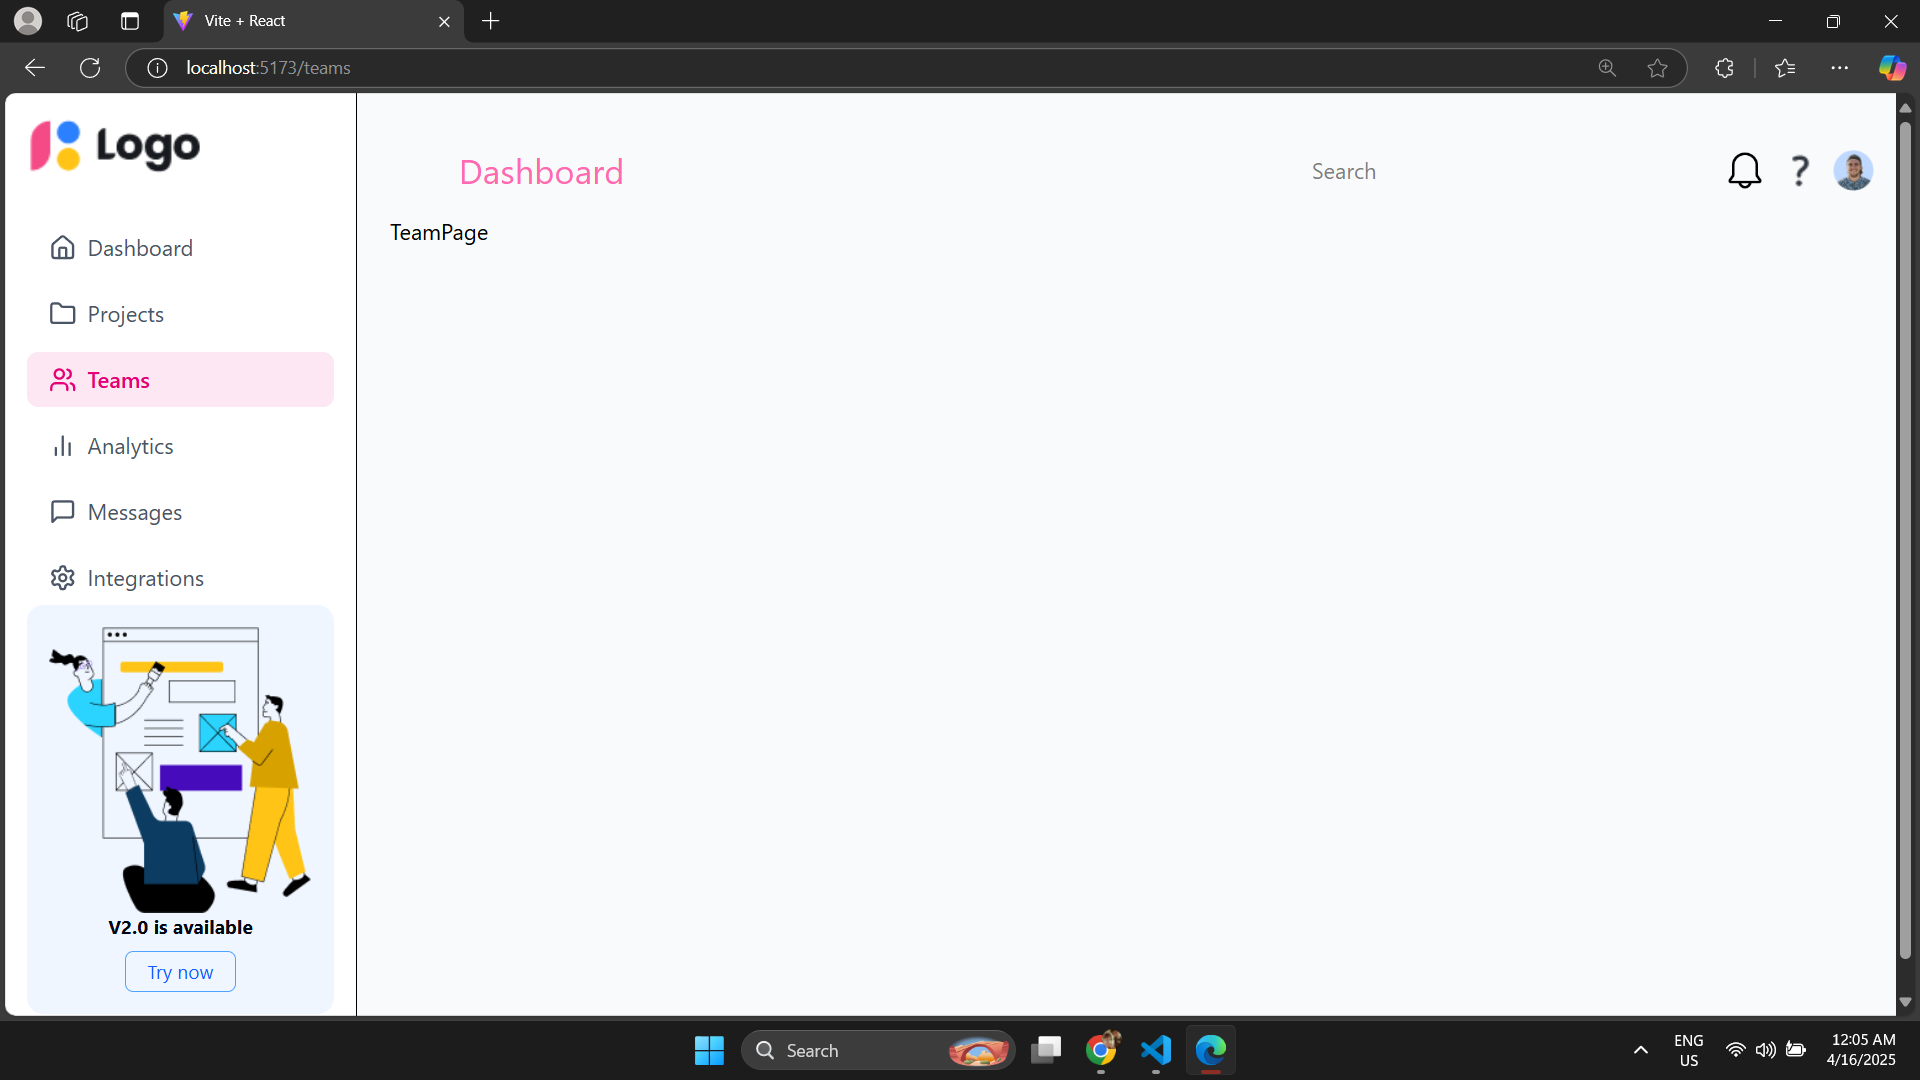 Vite + React
localhost:5173/teams
Logo
Dashboard
Search
?
TeamPage
Dashboard
Projects
Teams
Analytics
Messages
Integrations
V2.0 is available
Try now
Search
ENG
US
12:05 AM
4/16/2025